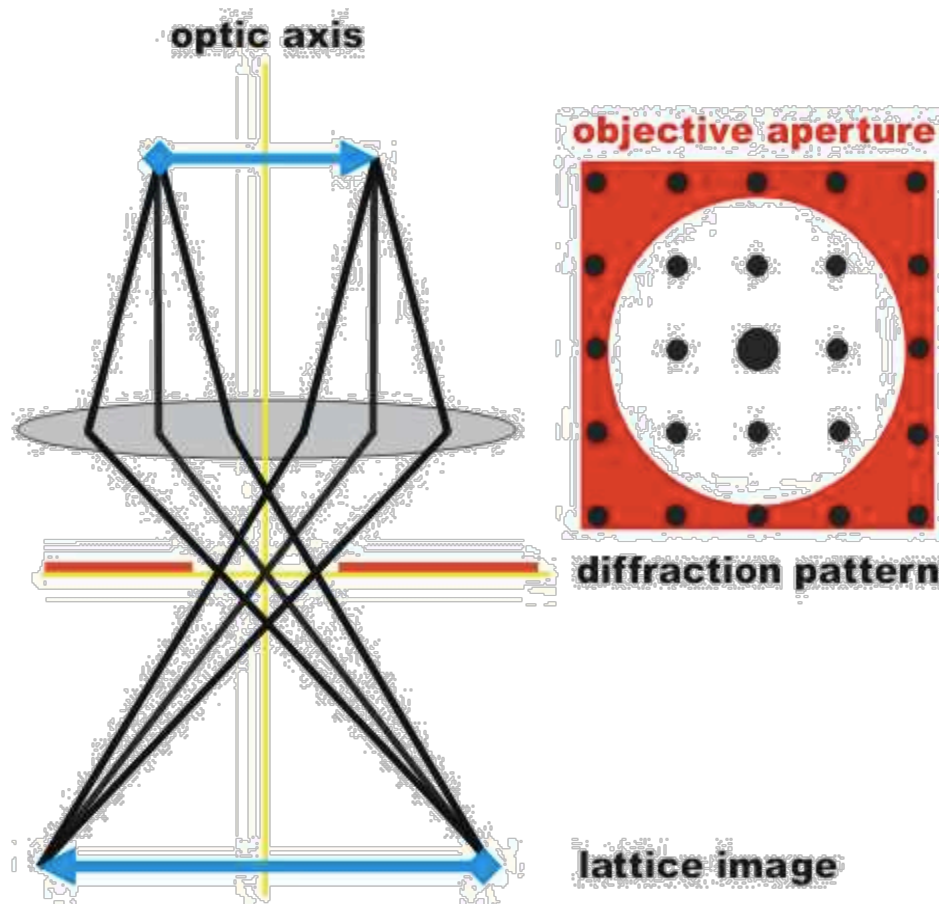 optic axis
objective aperture
diffraction pattern
lattice image